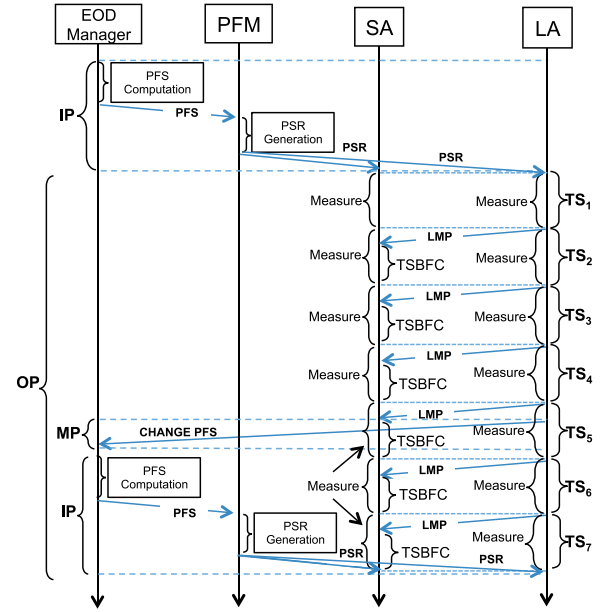 EOD
Manager
PFM
SA
LA
PFS
Computation
IP
PFS
PSR
Generation
PSR
PSR
Measure
Measure
TS1
LMP
Measure
TSBFC
Measure
TS2
LMP
Measure
TSBFC
Measure
TS3
LMP
Measure
TSBFC
Measure
TS4
OP
LMP
MP
CHANGE PFS
TSBFC
Measure
TS5
PFS
Computation
LMP
Measure
TSBFC
Measure
TS6
IP
PFS
PSR
Generation
LMP
Measure
TSBFC
TS7
PSR
PSR